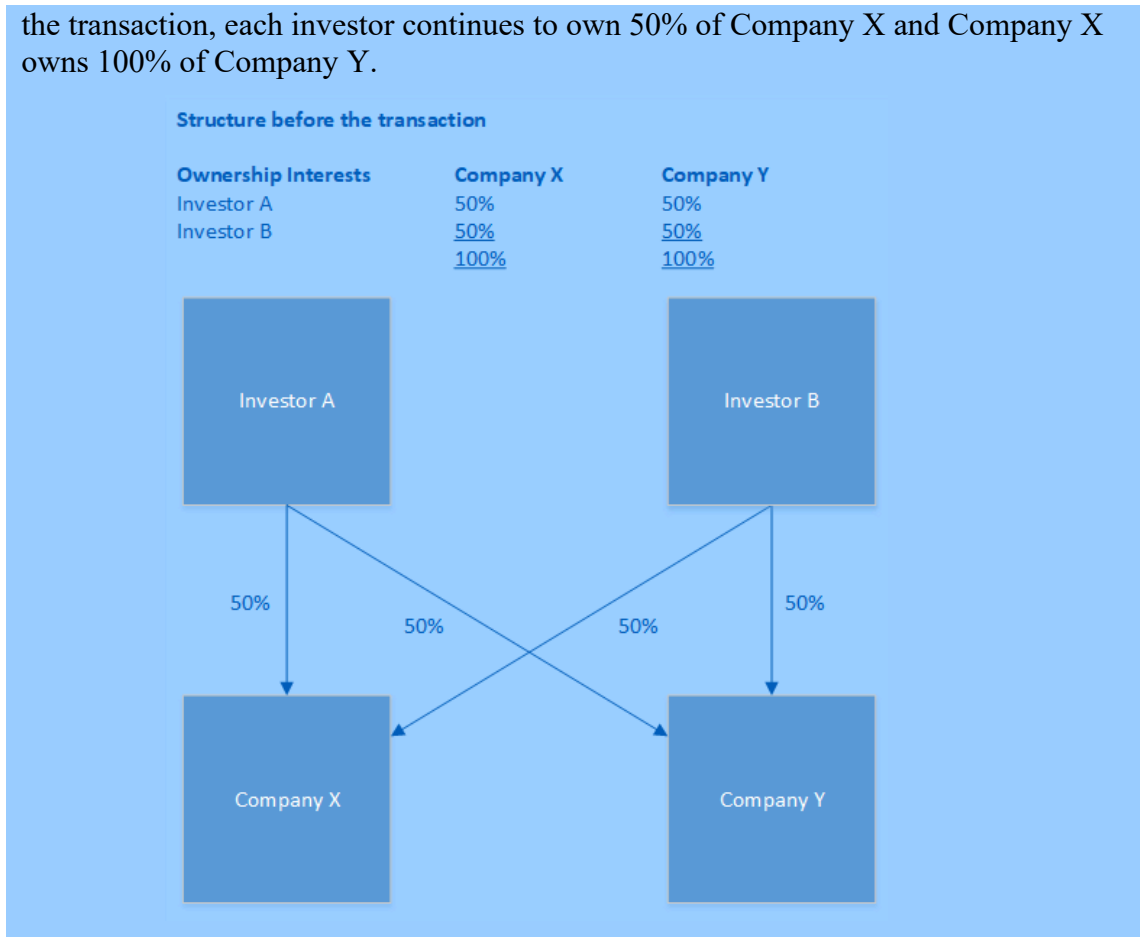 the transaction, each investor continues to own 50% of Company X and Company X
owns 100% of Company Y.
Structure before the transaction
Ownership Interests Company X Company Y
Investor A 50% 50%
Investor B 50% 50%
100% 100%
Investor A Investor B
50% 50%
50% 50%
Company X Company Y